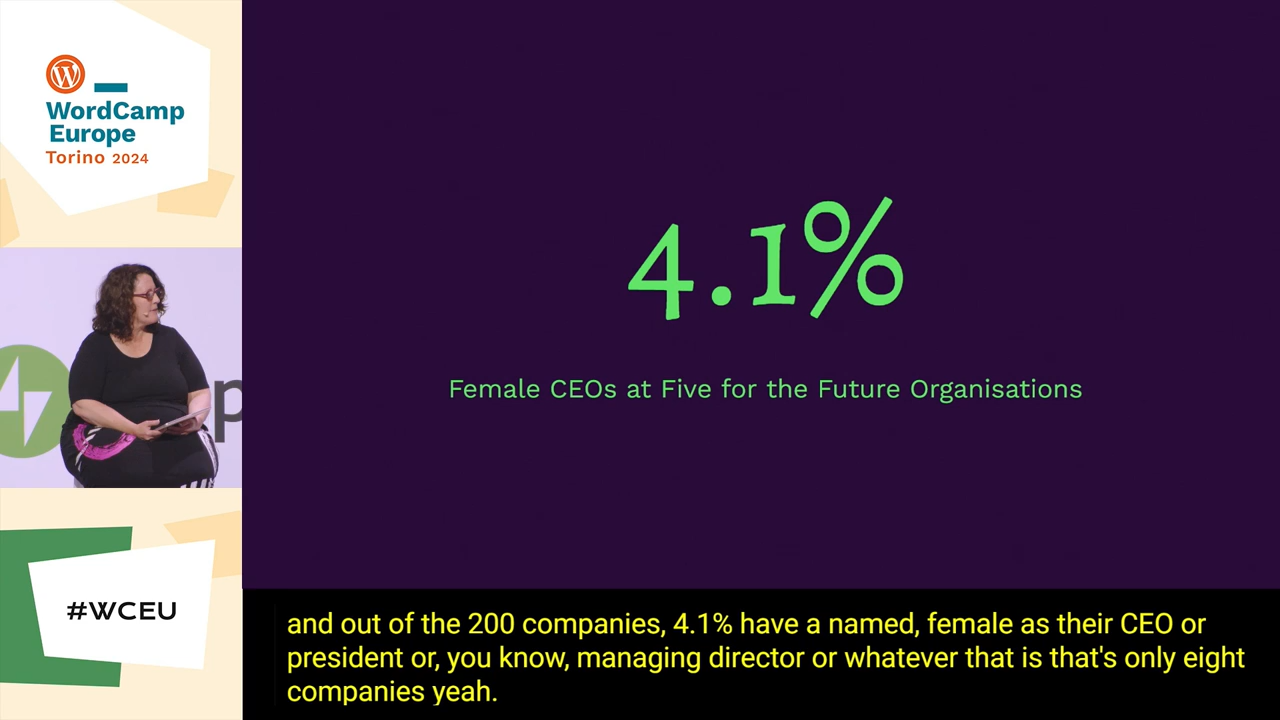 WordCamp
Europe
Torino 2024
4.1%
Female CEOs at Five for the Future Organisations
p
#WCEU
and out of the 200 companies, 4.1% have a named, female as their CEO or
president or, you know, managing director or whatever that is that's only eight
companies yeah.